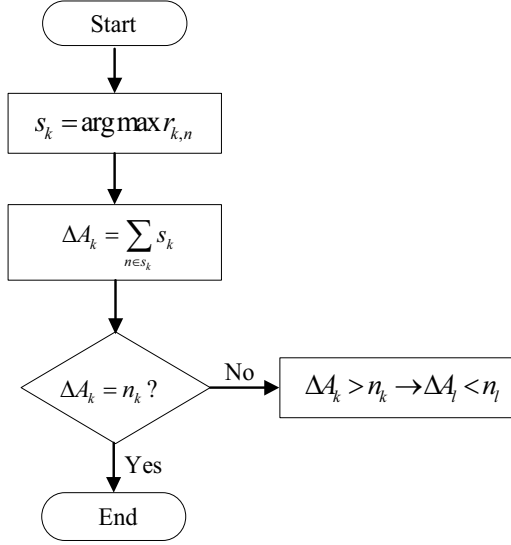 Start
s_k = arg max r_{k,n}
ΔA_k = ∑_{n∈s_k} s_k
ΔA_k = n_k ?
No
ΔA_k > n_k → ΔA_l < n_l
Yes
End